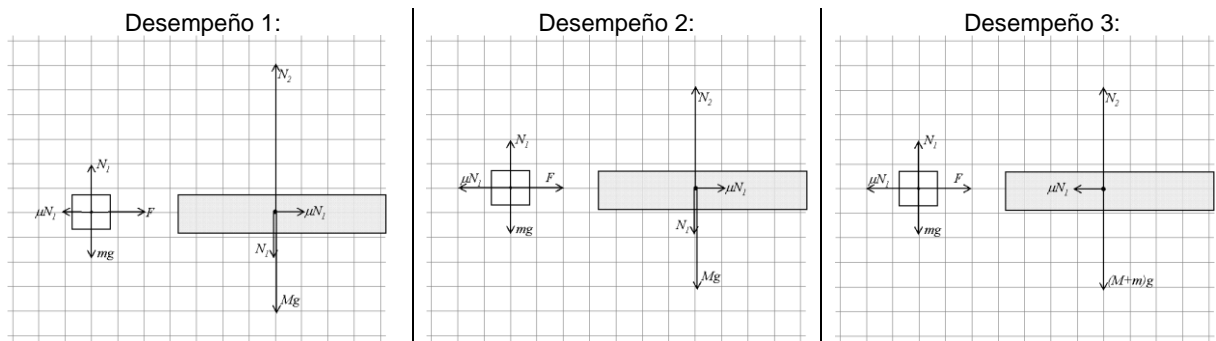 Desempeño 1:
N₂
N₁
μN₁
F
mg
μN₁
N₁
Mg
Desempeño 2:
N₂
N₁
μN₁
F
mg
μN₁
N₁
Mg
Desempeño 3:
N₂
N₁
μN₁
F
mg
μN₁
(M+m)g